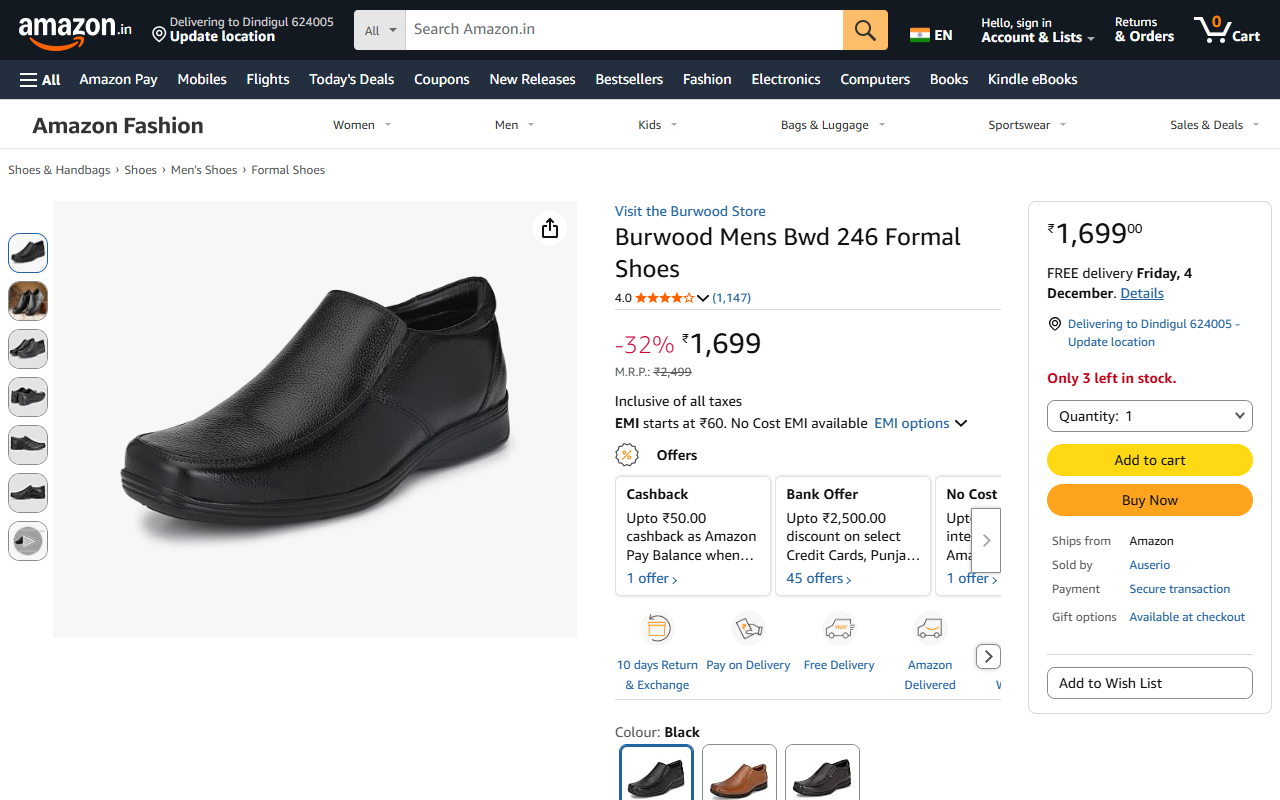 amazon.in
Delivering to Dindigul 624005
Update location
All
Search Amazon.in
EN
Hello, sign in
Account & Lists
Returns
& Orders
0
Cart
All
Amazon Pay
Mobiles
Flights
Today's Deals
Coupons
New Releases
Bestsellers
Fashion
Electronics
Computers
Books
Kindle eBooks
Amazon Fashion
Women
Men
Kids
Bags & Luggage
Sportswear
Sales & Deals
Shoes & Handbags › Shoes › Men's Shoes › Formal Shoes
Visit the Burwood Store
Burwood Mens Bwd 246 Formal
Shoes
4.0 (1,147)
-32% ₹1,699
M.R.P.: ₹2,499
Inclusive of all taxes
EMI starts at ₹60. No Cost EMI available EMI options
Offers
Cashback
Upto ₹50.00
cashback as Amazon
Pay Balance when…
1 offer ›
Bank Offer
Upto ₹2,500.00
discount on select
Credit Cards, Punja…
45 offers ›
No Cost
Upt
inte
Ama
1 offer ›
10 days Return
& Exchange
Pay on Delivery
Free Delivery
FREE
Amazon
Delivered
Colour: Black
₹1,69900
FREE delivery Friday, 4
December. Details
Delivering to Dindigul 624005 -
Update location
Only 3 left in stock.
Quantity: 1
Add to cart
Buy Now
Ships from Amazon
Sold by Auserio
Payment Secure transaction
Gift options Available at checkout
Add to Wish List